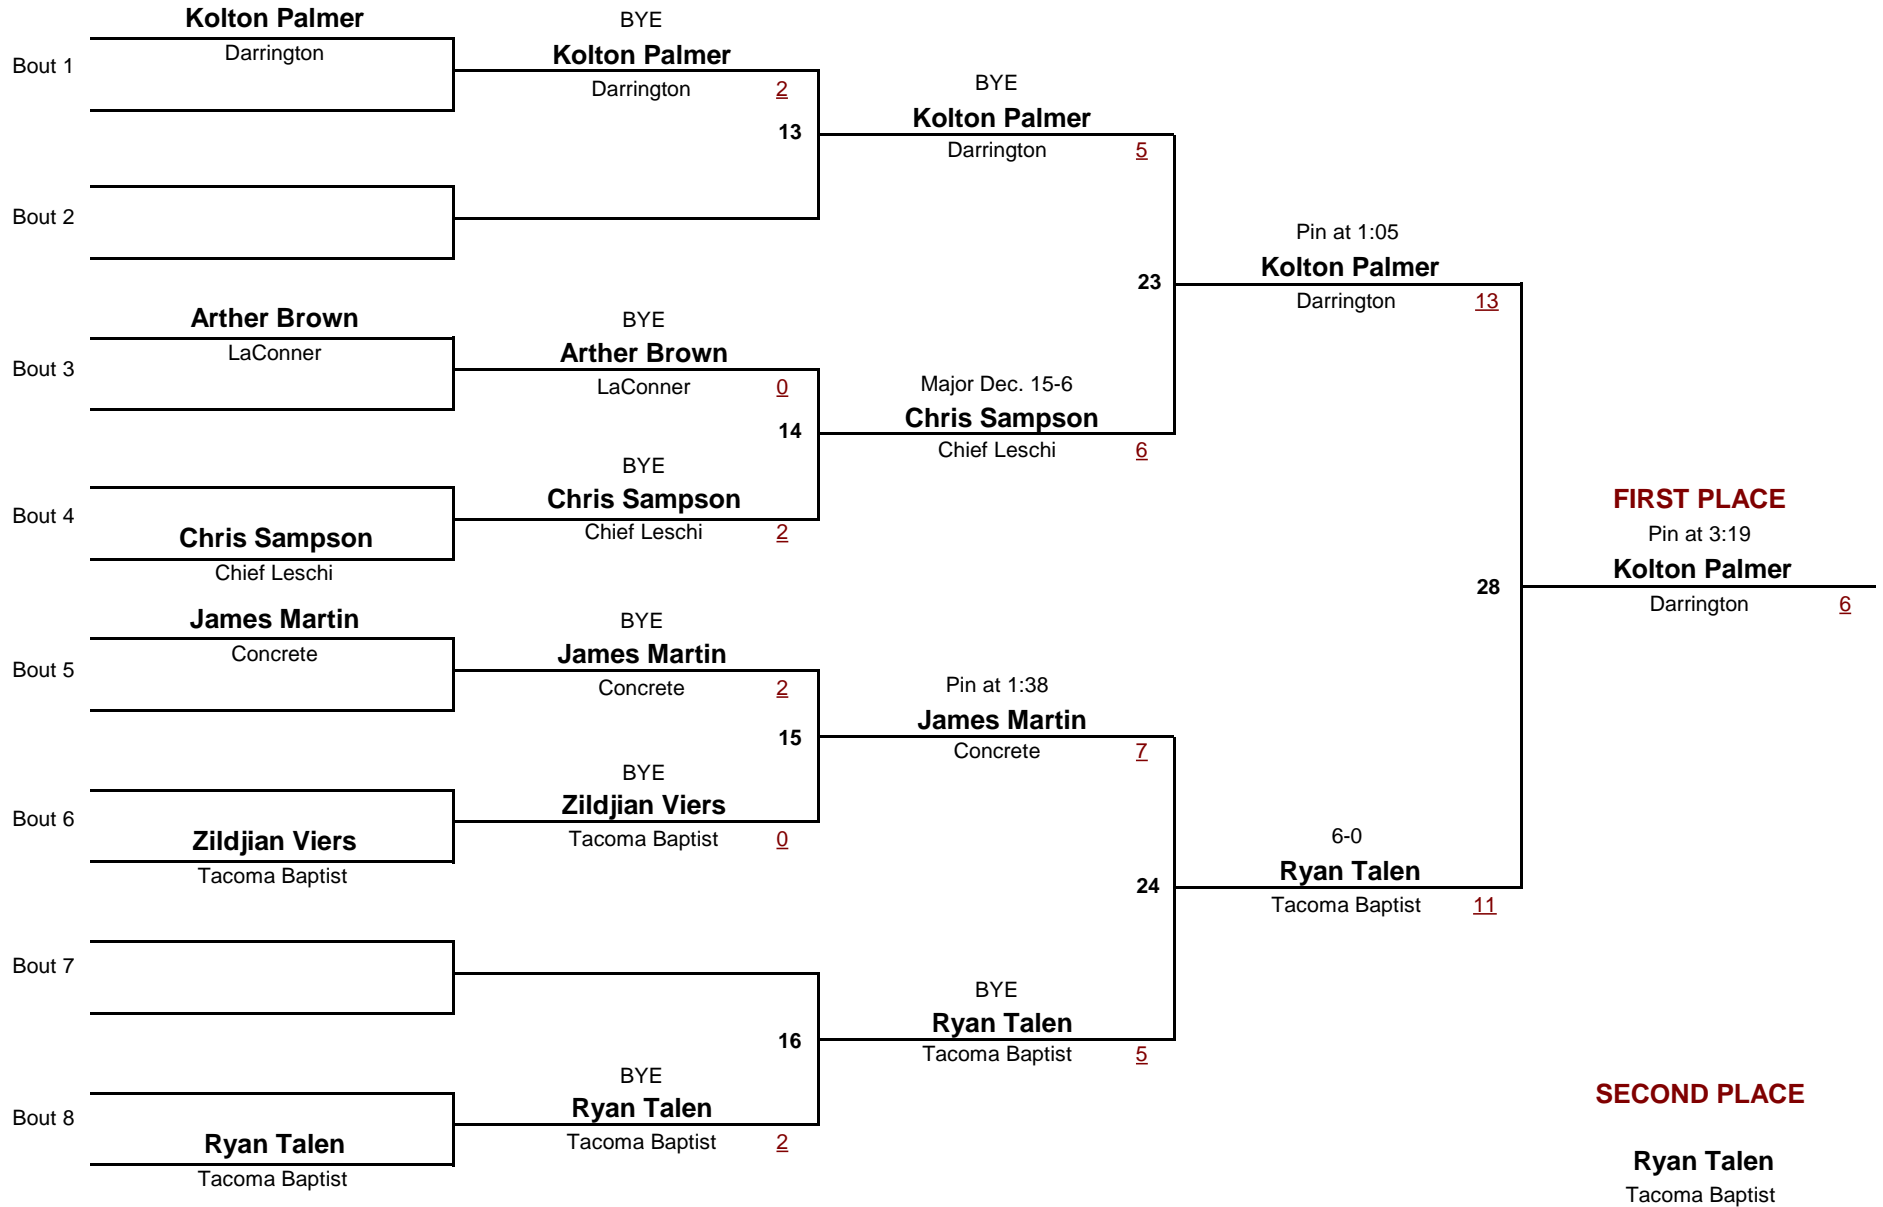 Kolton Palmer
Darrington
Bout 1
Bout 2
Arther Brown
LaConner
Bout 3
Bout 4
Chris Sampson
Chief Leschi
James Martin
Concrete
Bout 5
Bout 6
Zildjian Viers
Tacoma Baptist
Bout 7
Bout 8
Ryan Talen
Tacoma Baptist
BYE
Kolton Palmer
Darrington 2
13
BYE
Arther Brown
LaConner 0
14
BYE
Chris Sampson
Chief Leschi 2
BYE
James Martin
Concrete 2
15
BYE
Zildjian Viers
Tacoma Baptist 0
16
BYE
Ryan Talen
Tacoma Baptist 2
BYE
Kolton Palmer
Darrington 5
23
Major Dec. 15-6
Chris Sampson
Chief Leschi 6
Pin at 1:38
James Martin
Concrete 7
24
BYE
Ryan Talen
Tacoma Baptist 5
Pin at 1:05
Kolton Palmer
Darrington 13
28
6-0
Ryan Talen
Tacoma Baptist 11
FIRST PLACE
Pin at 3:19
Kolton Palmer
Darrington 6
SECOND PLACE
Ryan Talen
Tacoma Baptist